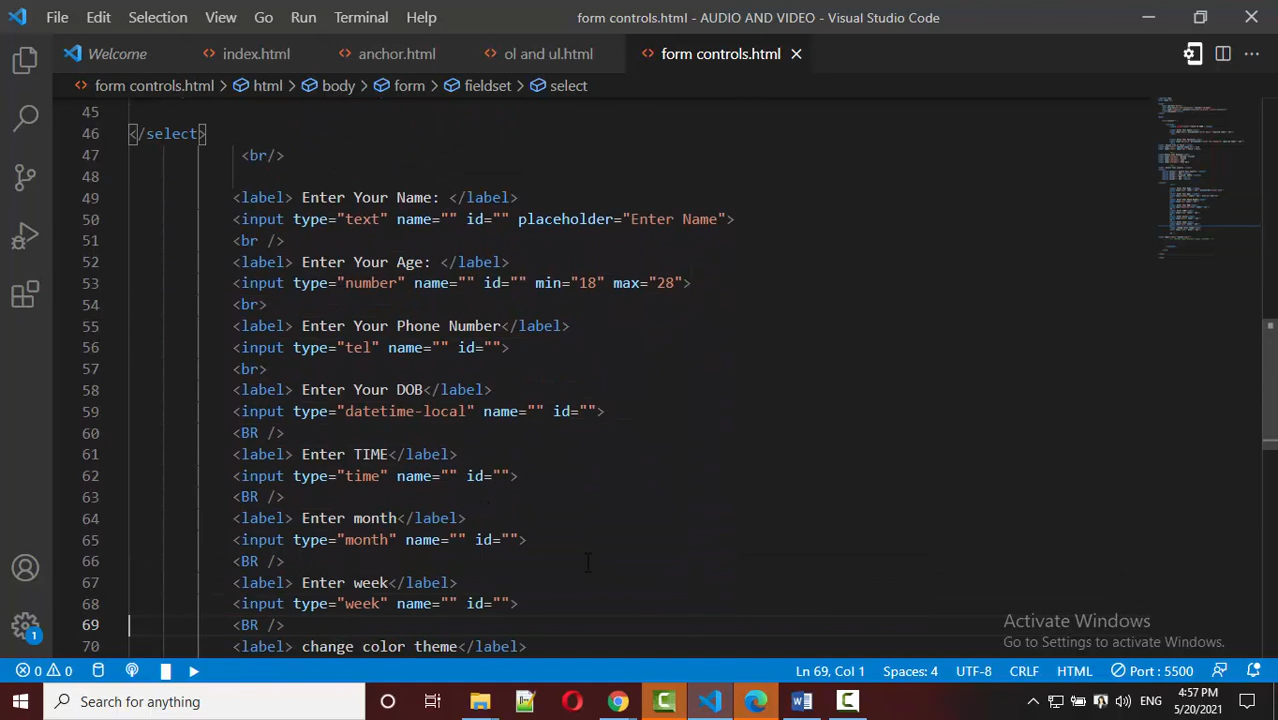 File Edit Selection View Go Run Terminal Help form controls.html - AUDIO AND VIDEO - Visual Studio Code
Welcome index.html anchor.html ol and ul.html form controls.html
form controls.html > html > body > form > fieldset > select
45
46 </select>
47 <br/>
48
49 <label> Enter Your Name: </label>
50 <input type="text" name="" id="" placeholder="Enter Name">
51 <br />
52 <label> Enter Your Age: </label>
53 <input type="number" name="" id="" min="18" max="28">
54 <br>
55 <label> Enter Your Phone Number</label>
56 <input type="tel" name="" id="">
57 <br>
58 <label> Enter Your DOB</label>
59 <input type="datetime-local" name="" id="">
60 <BR />
61 <label> Enter TIME</label>
62 <input type="time" name="" id="">
63 <BR />
64 <label> Enter month</label>
65 <input type="month" name="" id="">
66 <BR />
67 <label> Enter week</label>
68 <input type="week" name="" id="">
69 <BR />
70 <label> change color theme</label>
Activate Windows
Go to Settings to activate Windows.
1
0 0 Ln 69, Col 1 Spaces: 4 UTF-8 CRLF HTML Port : 5500
Search for anything ENG 4:57 PM
5/20/2021